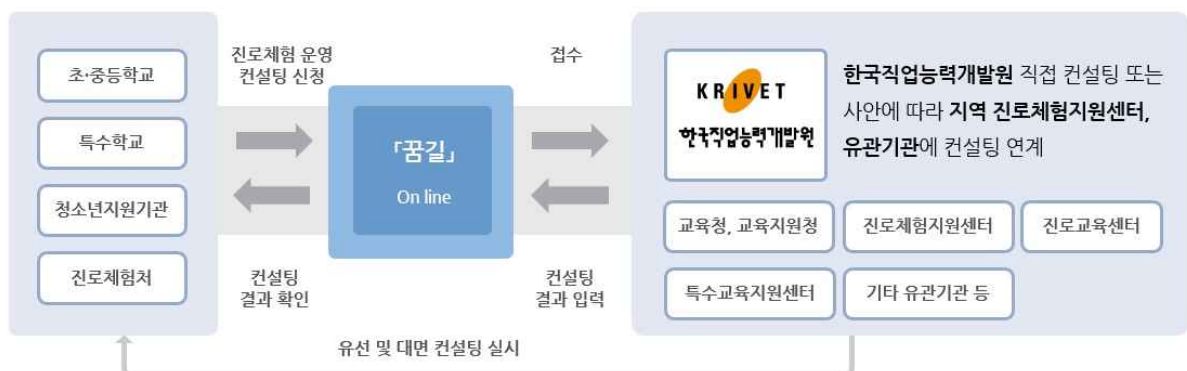 초·중등학교
특수학교
청소년지원기관
진로체험처
진로체험 운영
컨설팅 신청
컨설팅
결과 확인
「꿈길」
On line
접수
컨설팅
결과 입력
KRIVET
한국직업능력개발원
한국직업능력개발원 직접 컨설팅 또는
사안에 따라 지역 진로체험지원센터,
유관기관에 컨설팅 연계
교육청, 교육지원청
진로체험지원센터
진로교육센터
특수교육지원센터
기타 유관기관 등
유선 및 대면 컨설팅 실시